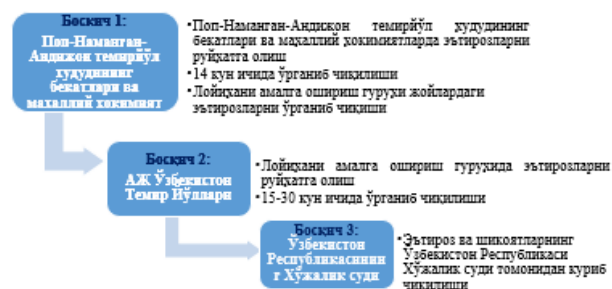 Босқич 1:
Поп-Наманган-
Андижон темирйўл
худудининг
бекатлари ва
маҳаллий ҳокимият
•Поп-Наманган-Андижон темирйўл худудининг
бекатлари ва маҳаллий ҳокимиятларда эътирозларни
руйҳатга олиш
•14 кун ичида ўрганиб чиқилиши
•Лойиҳани амалга ошириш гуруҳи жойлардаги
эътирозларни ўрганиб чиқиши
Босқич 2:
АЖ Ўзбекистон
Темир Йўллари
•Лойиҳани амалга ошириш гуруҳида эътирозларни
руйҳатга олиш
•15-30 кун ичида ўрганиб чиқилиши
Босқич 3:
Ўзбекистон
Республикасинин
г Хўжалик суди
•Эътироз ва шикоятларнинг
Ўзбекистон Республикаси
Хўжалик суди томонидан куриб
чиқилиши